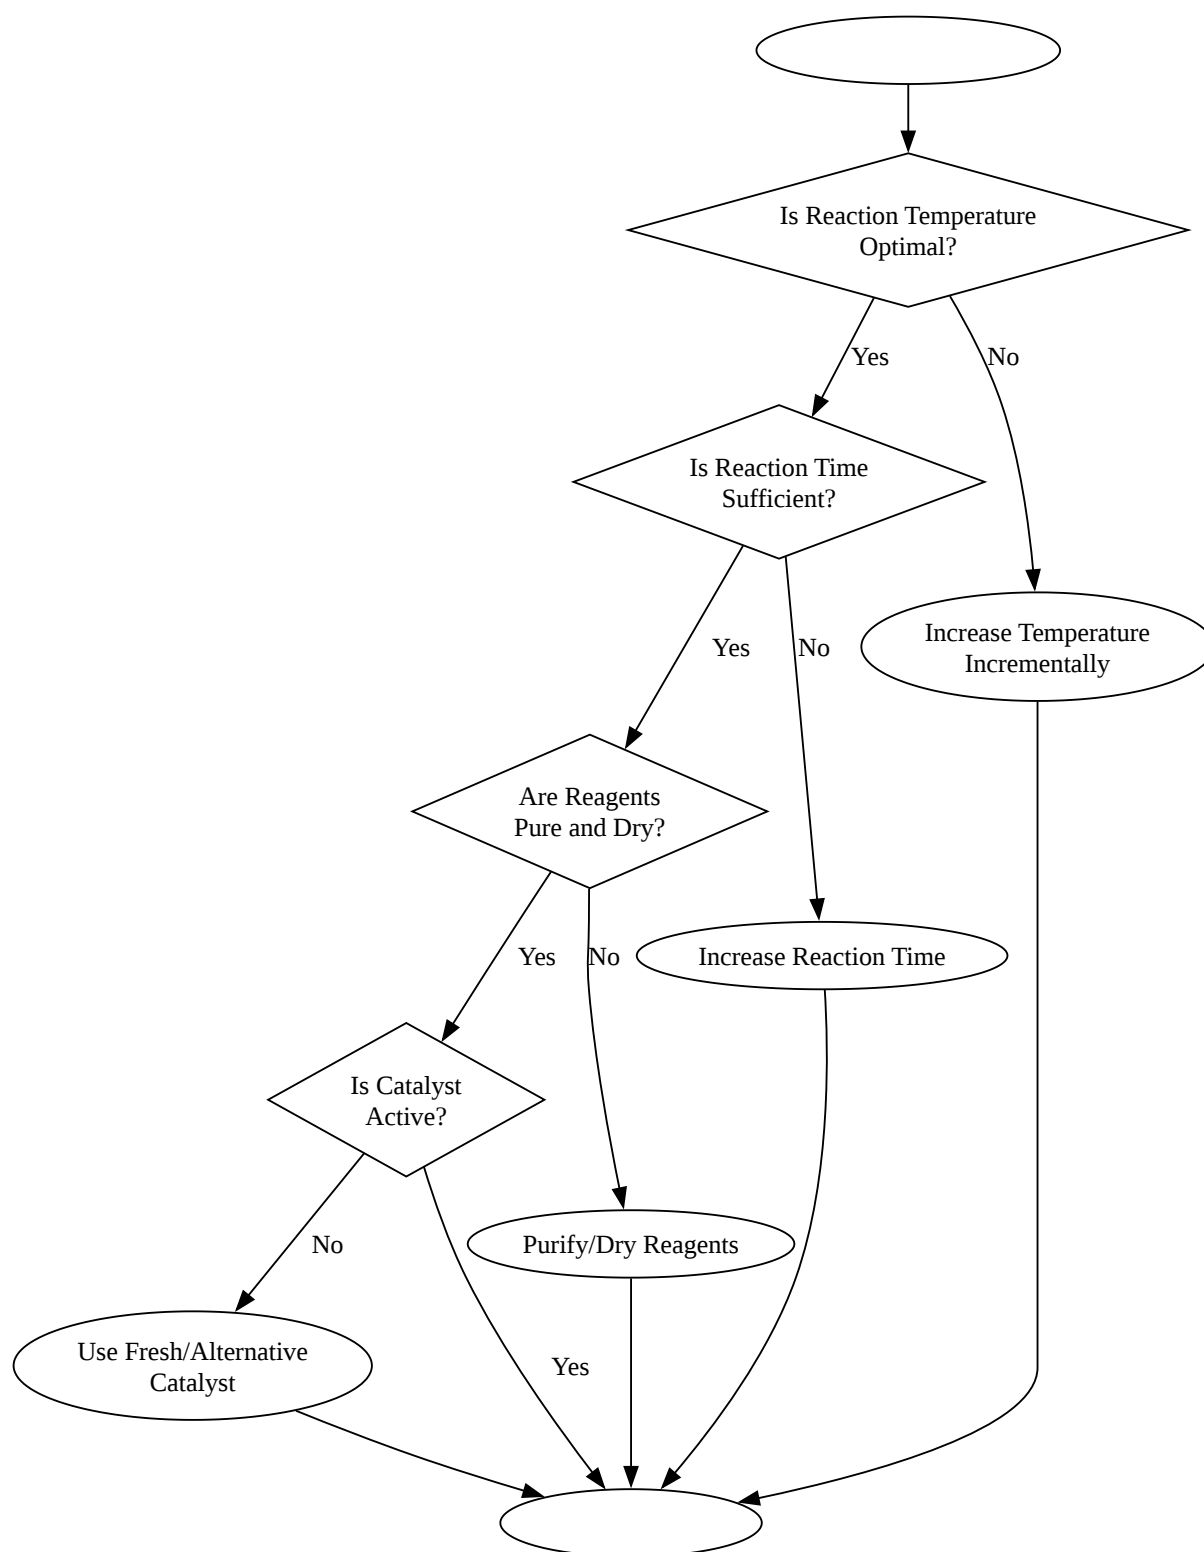 Is Reaction Temperature
Optimal?
Yes
No
Is Reaction Time
Sufficient?
Increase Temperature
Incrementally
Yes
No
Are Reagents
Pure and Dry?
Yes
No
Increase Reaction Time
Is Catalyst
Active?
No
Purify/Dry Reagents
Use Fresh/Alternative
Catalyst
Yes